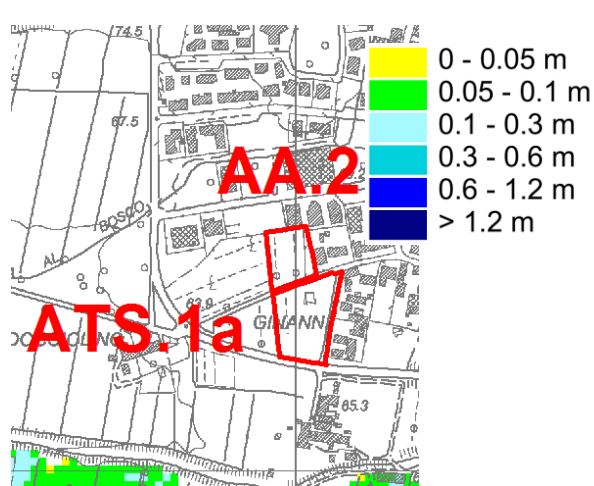 74.5
0 - 0.05 m
0.05 - 0.1 m
67.5
0.1 - 0.3 m
0.3 - 0.6 m
AA.2
0.6 - 1.2 m
> 1.2 m
BOSCO
AL
ATS.1a
GINANNI
65.3